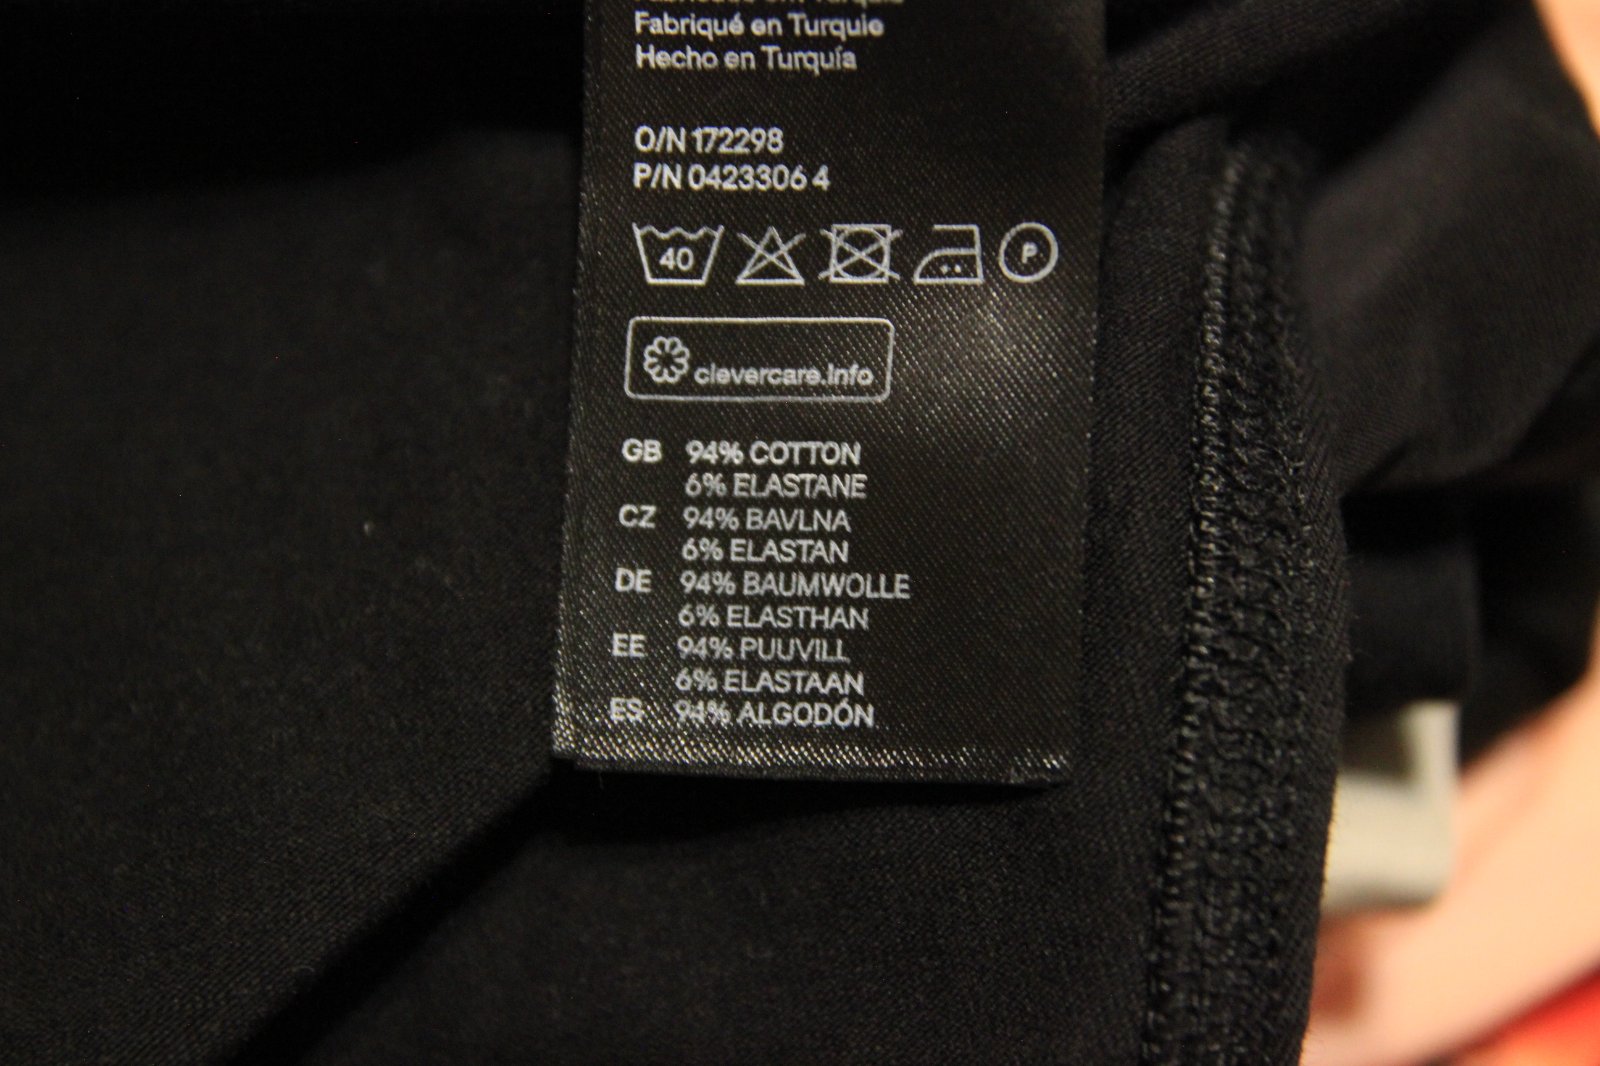 Fabriqué en Turquie
Hecho en Turquía
O/N 172298
P/N 0423306 4
40 P
clevercare.info
GB 94% COTTON
6% ELASTANE
CZ 94% BAVLNA
6% ELASTAN
DE 94% BAUMWOLLE
6% ELASTHAN
EE 94% PUUVILL
6% ELASTAAN
ES 94% ALGODÓN